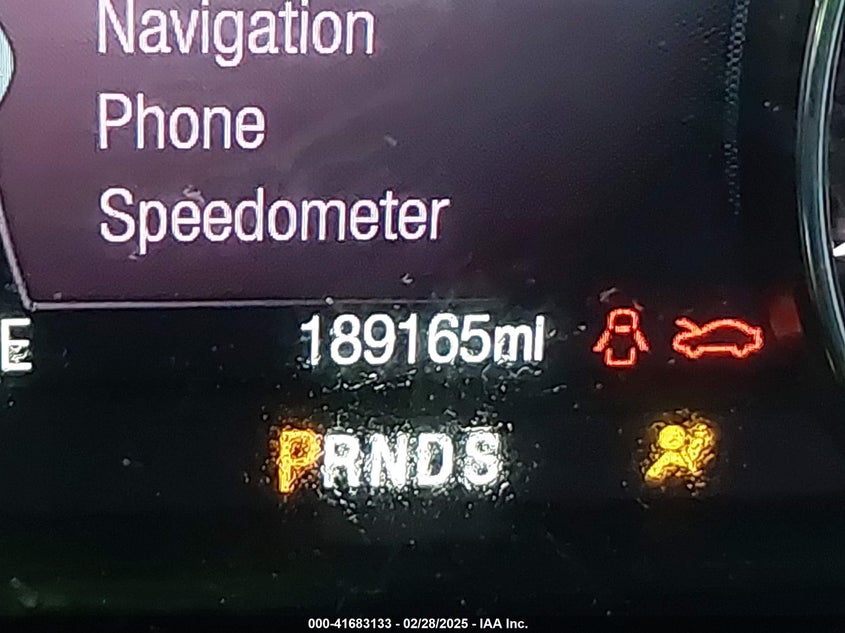 Navigation
Phone
Speedometer
E 189165mi
PRNDS
000-41683133 - 02/28/2025 - IAA Inc.